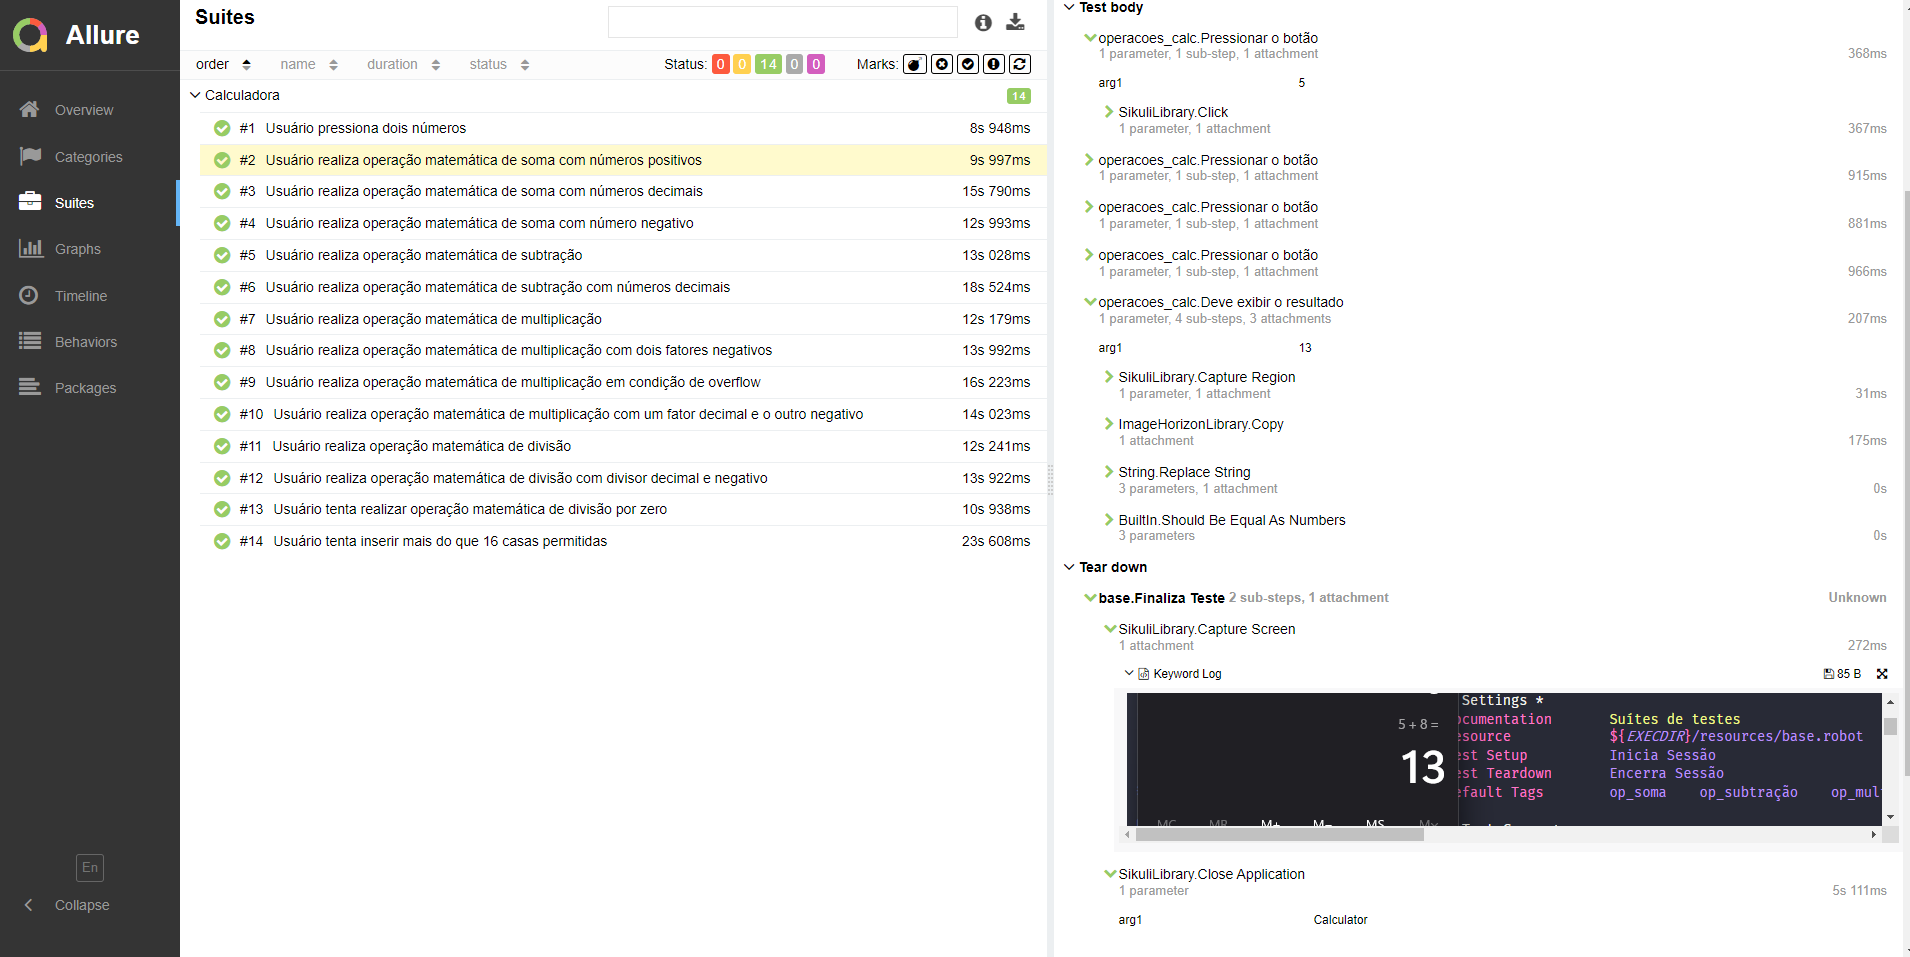 Allure
Overview
Categories
Suites
Graphs
Timeline
Behaviors
Packages
En
Collapse
Suites
order name duration status Status: 0 0 14 0 0 Marks:
Calculadora 14
#1 Usuário pressiona dois números 8s 948ms
#2 Usuário realiza operação matemática de soma com números positivos 9s 997ms
#3 Usuário realiza operação matemática de soma com números decimais 15s 790ms
#4 Usuário realiza operação matemática de soma com número negativo 12s 993ms
#5 Usuário realiza operação matemática de subtração 13s 028ms
#6 Usuário realiza operação matemática de subtração com números decimais 18s 524ms
#7 Usuário realiza operação matemática de multiplicação 12s 179ms
#8 Usuário realiza operação matemática de multiplicação com dois fatores negativos 13s 992ms
#9 Usuário realiza operação matemática de multiplicação em condição de overflow 16s 223ms
#10 Usuário realiza operação matemática de multiplicação com um fator decimal e o outro negativo 14s 023ms
#11 Usuário realiza operação matemática de divisão 12s 241ms
#12 Usuário realiza operação matemática de divisão com divisor decimal e negativo 13s 922ms
#13 Usuário tenta realizar operação matemática de divisão por zero 10s 938ms
#14 Usuário tenta inserir mais do que 16 casas permitidas 23s 608ms
Test body
operacoes_calc.Pressionar o botão
1 parameter, 1 sub-step, 1 attachment 368ms
arg1 5
SikuliLibrary.Click
1 parameter, 1 attachment 367ms
operacoes_calc.Pressionar o botão
1 parameter, 1 sub-step, 1 attachment 915ms
operacoes_calc.Pressionar o botão
1 parameter, 1 sub-step, 1 attachment 881ms
operacoes_calc.Pressionar o botão
1 parameter, 1 sub-step, 1 attachment 966ms
operacoes_calc.Deve exibir o resultado
1 parameter, 4 sub-steps, 3 attachments 207ms
arg1 13
SikuliLibrary.Capture Region
1 parameter, 1 attachment 31ms
ImageHorizonLibrary.Copy
1 attachment 175ms
String.Replace String
3 parameters, 1 attachment 0s
BuiltIn.Should Be Equal As Numbers
3 parameters 0s
Tear down
base.Finaliza Teste 2 sub-steps, 1 attachment Unknown
SikuliLibrary.Capture Screen
1 attachment 272ms
Keyword Log 85 B
Settings *
5 + 8 = ocumentation Suítes de testes
esource ${EXECDIR}/resources/base.robot
13 est Setup Inicia Sessão
est Teardown Encerra Sessão
efault Tags op_soma op_subtração op_mul
MC MR M+ M− MS
SikuliLibrary.Close Application
1 parameter 5s 111ms
arg1 Calculator